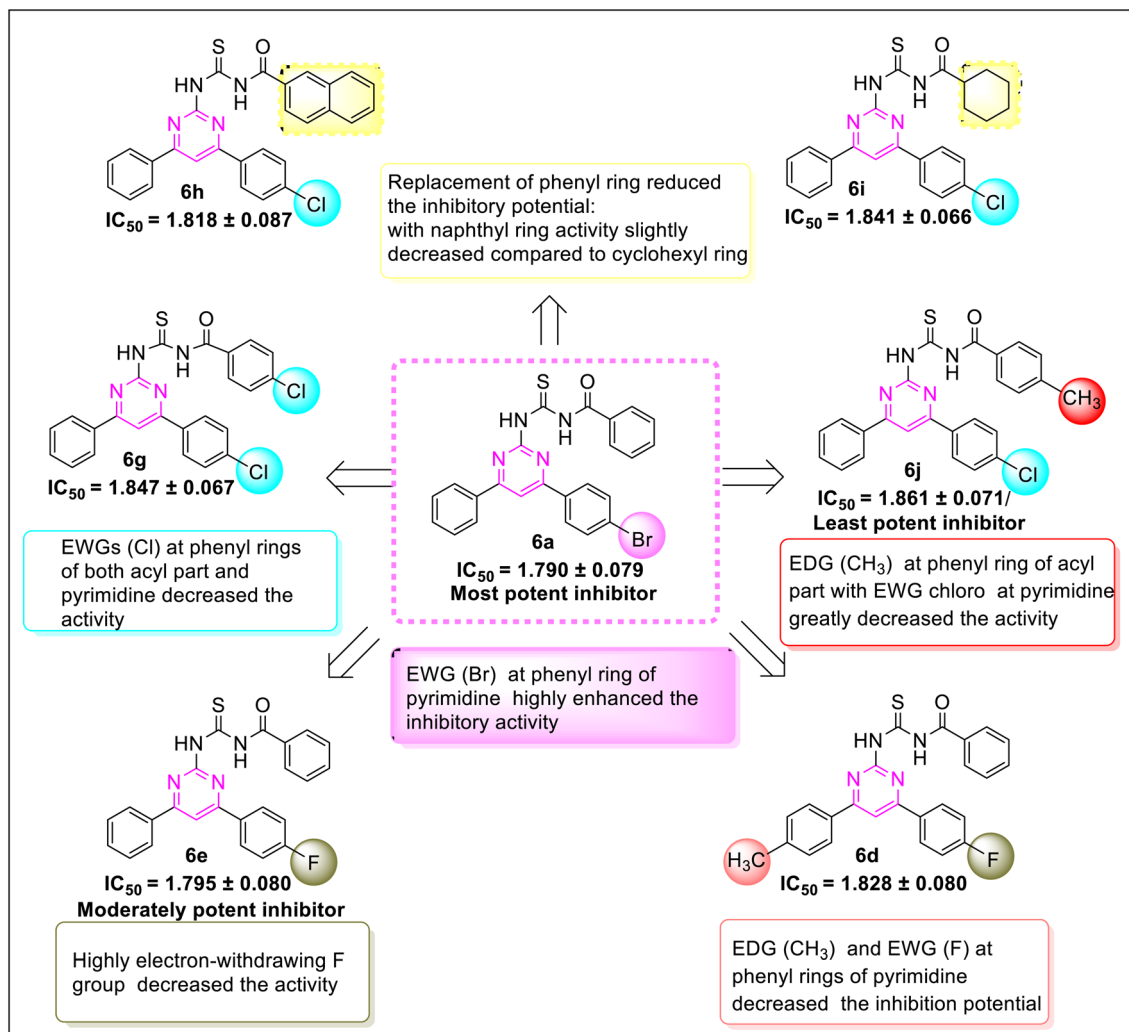 S
O
N
H
N
H
N
N
Cl
6h
IC50 = 1.818 ± 0.087
S
O
N
H
N
H
N
N
Cl
6i
IC50 = 1.841 ± 0.066
Replacement of phenyl ring reduced
the inhibitory potential:
with naphthyl ring activity slightly
decreased compared to cyclohexyl ring
S
O
HN
N
H
N
N
Cl
Cl
6g
IC50 = 1.847 ± 0.067
EWGs (Cl) at phenyl rings
of both acyl part and
pyrimidine decreased the
activity
S
O
HN
N
H
N
N
Br
6a
IC50 = 1.790 ± 0.079
Most potent inhibitor
S
O
HN
N
H
N
N
CH3
Cl
6j
IC50 = 1.861 ± 0.071/
Least potent inhibitor
EDG (CH3) at phenyl ring of acyl
part with EWG chloro at pyrimidine
greatly decreased the activity
EWG (Br) at phenyl ring of
pyrimidine highly enhanced the
inhibitory activity
S
O
HN
N
H
N
N
F
6e
IC50 = 1.795 ± 0.080
Moderately potent inhibitor
Highly electron-withdrawing F
group decreased the activity
S
O
HN
N
H
N
N
H3C
F
6d
IC50 = 1.828 ± 0.080
EDG (CH3) and EWG (F) at
phenyl rings of pyrimidine
decreased the inhibition potential